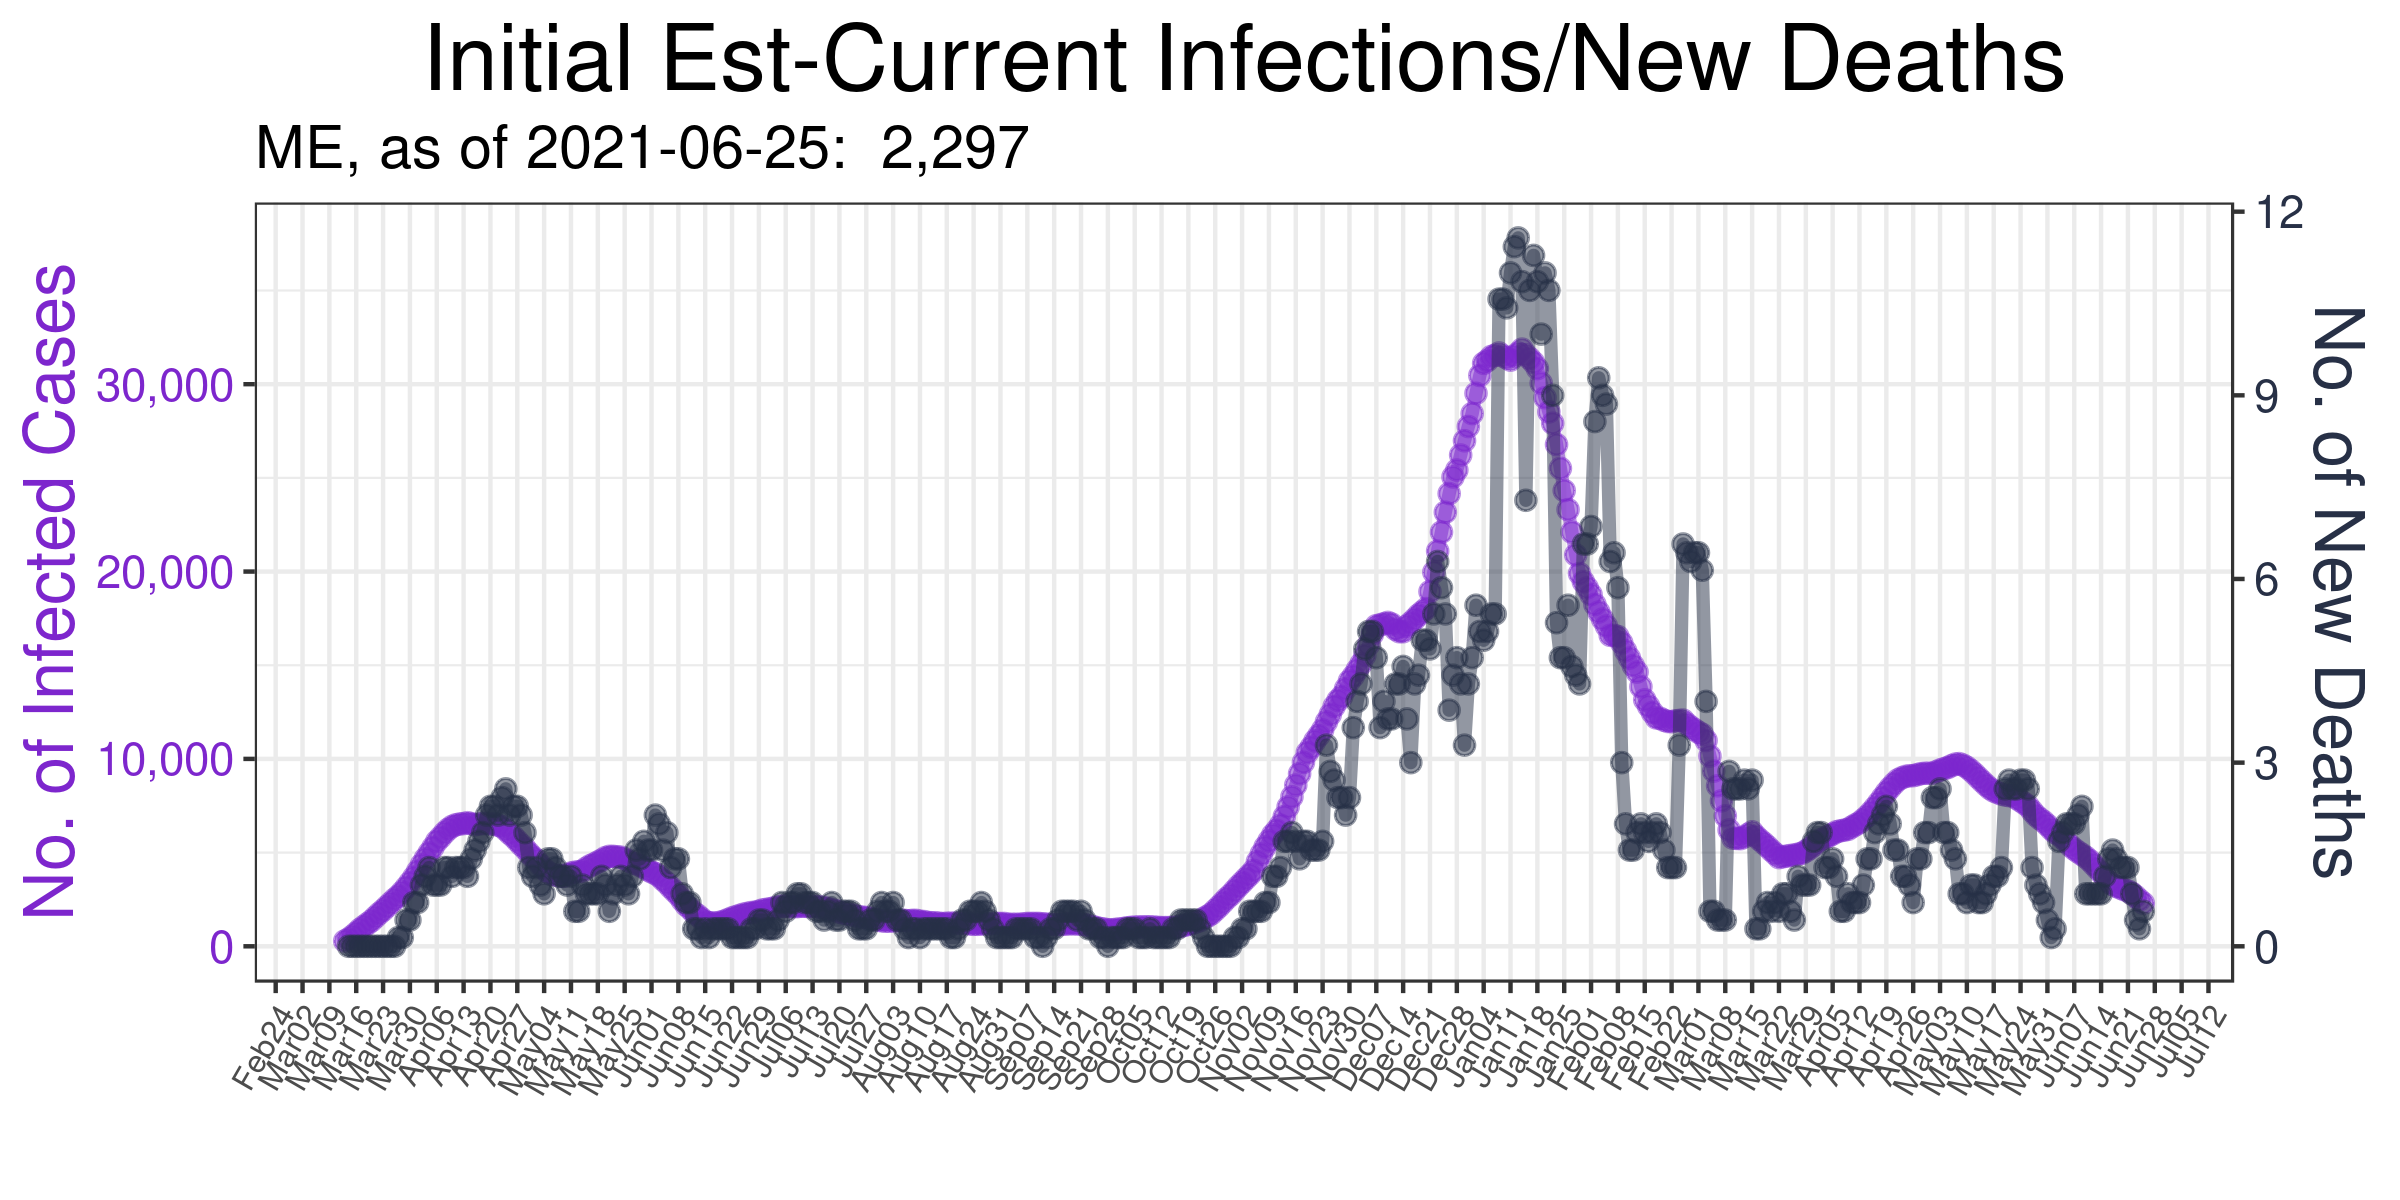 Initial Est-Current Infections/New Deaths
ME, as of 2021-06-25:  2,297
No. of Infected Cases
30,000
20,000
10,000
0
12
9
6
3
0
No. of New Deaths
Feb24
Mar02
Mar09
Mar16
Mar23
Mar30
Apr06
Apr13
Apr20
Apr27
May04
May11
May18
May25
Jun01
Jun08
Jun15
Jun22
Jun29
Jul06
Jul13
Jul20
Jul27
Aug03
Aug10
Aug17
Aug24
Aug31
Sep07
Sep14
Sep21
Sep28
Oct05
Oct12
Oct19
Oct26
Nov02
Nov09
Nov16
Nov23
Nov30
Dec07
Dec14
Dec21
Dec28
Jan04
Jan11
Jan18
Jan25
Feb01
Feb08
Feb15
Feb22
Mar01
Mar08
Mar15
Mar22
Mar29
Apr05
Apr12
Apr19
Apr26
May03
May10
May17
May24
May31
Jun07
Jun14
Jun21
Jun28
Jul05
Jul12